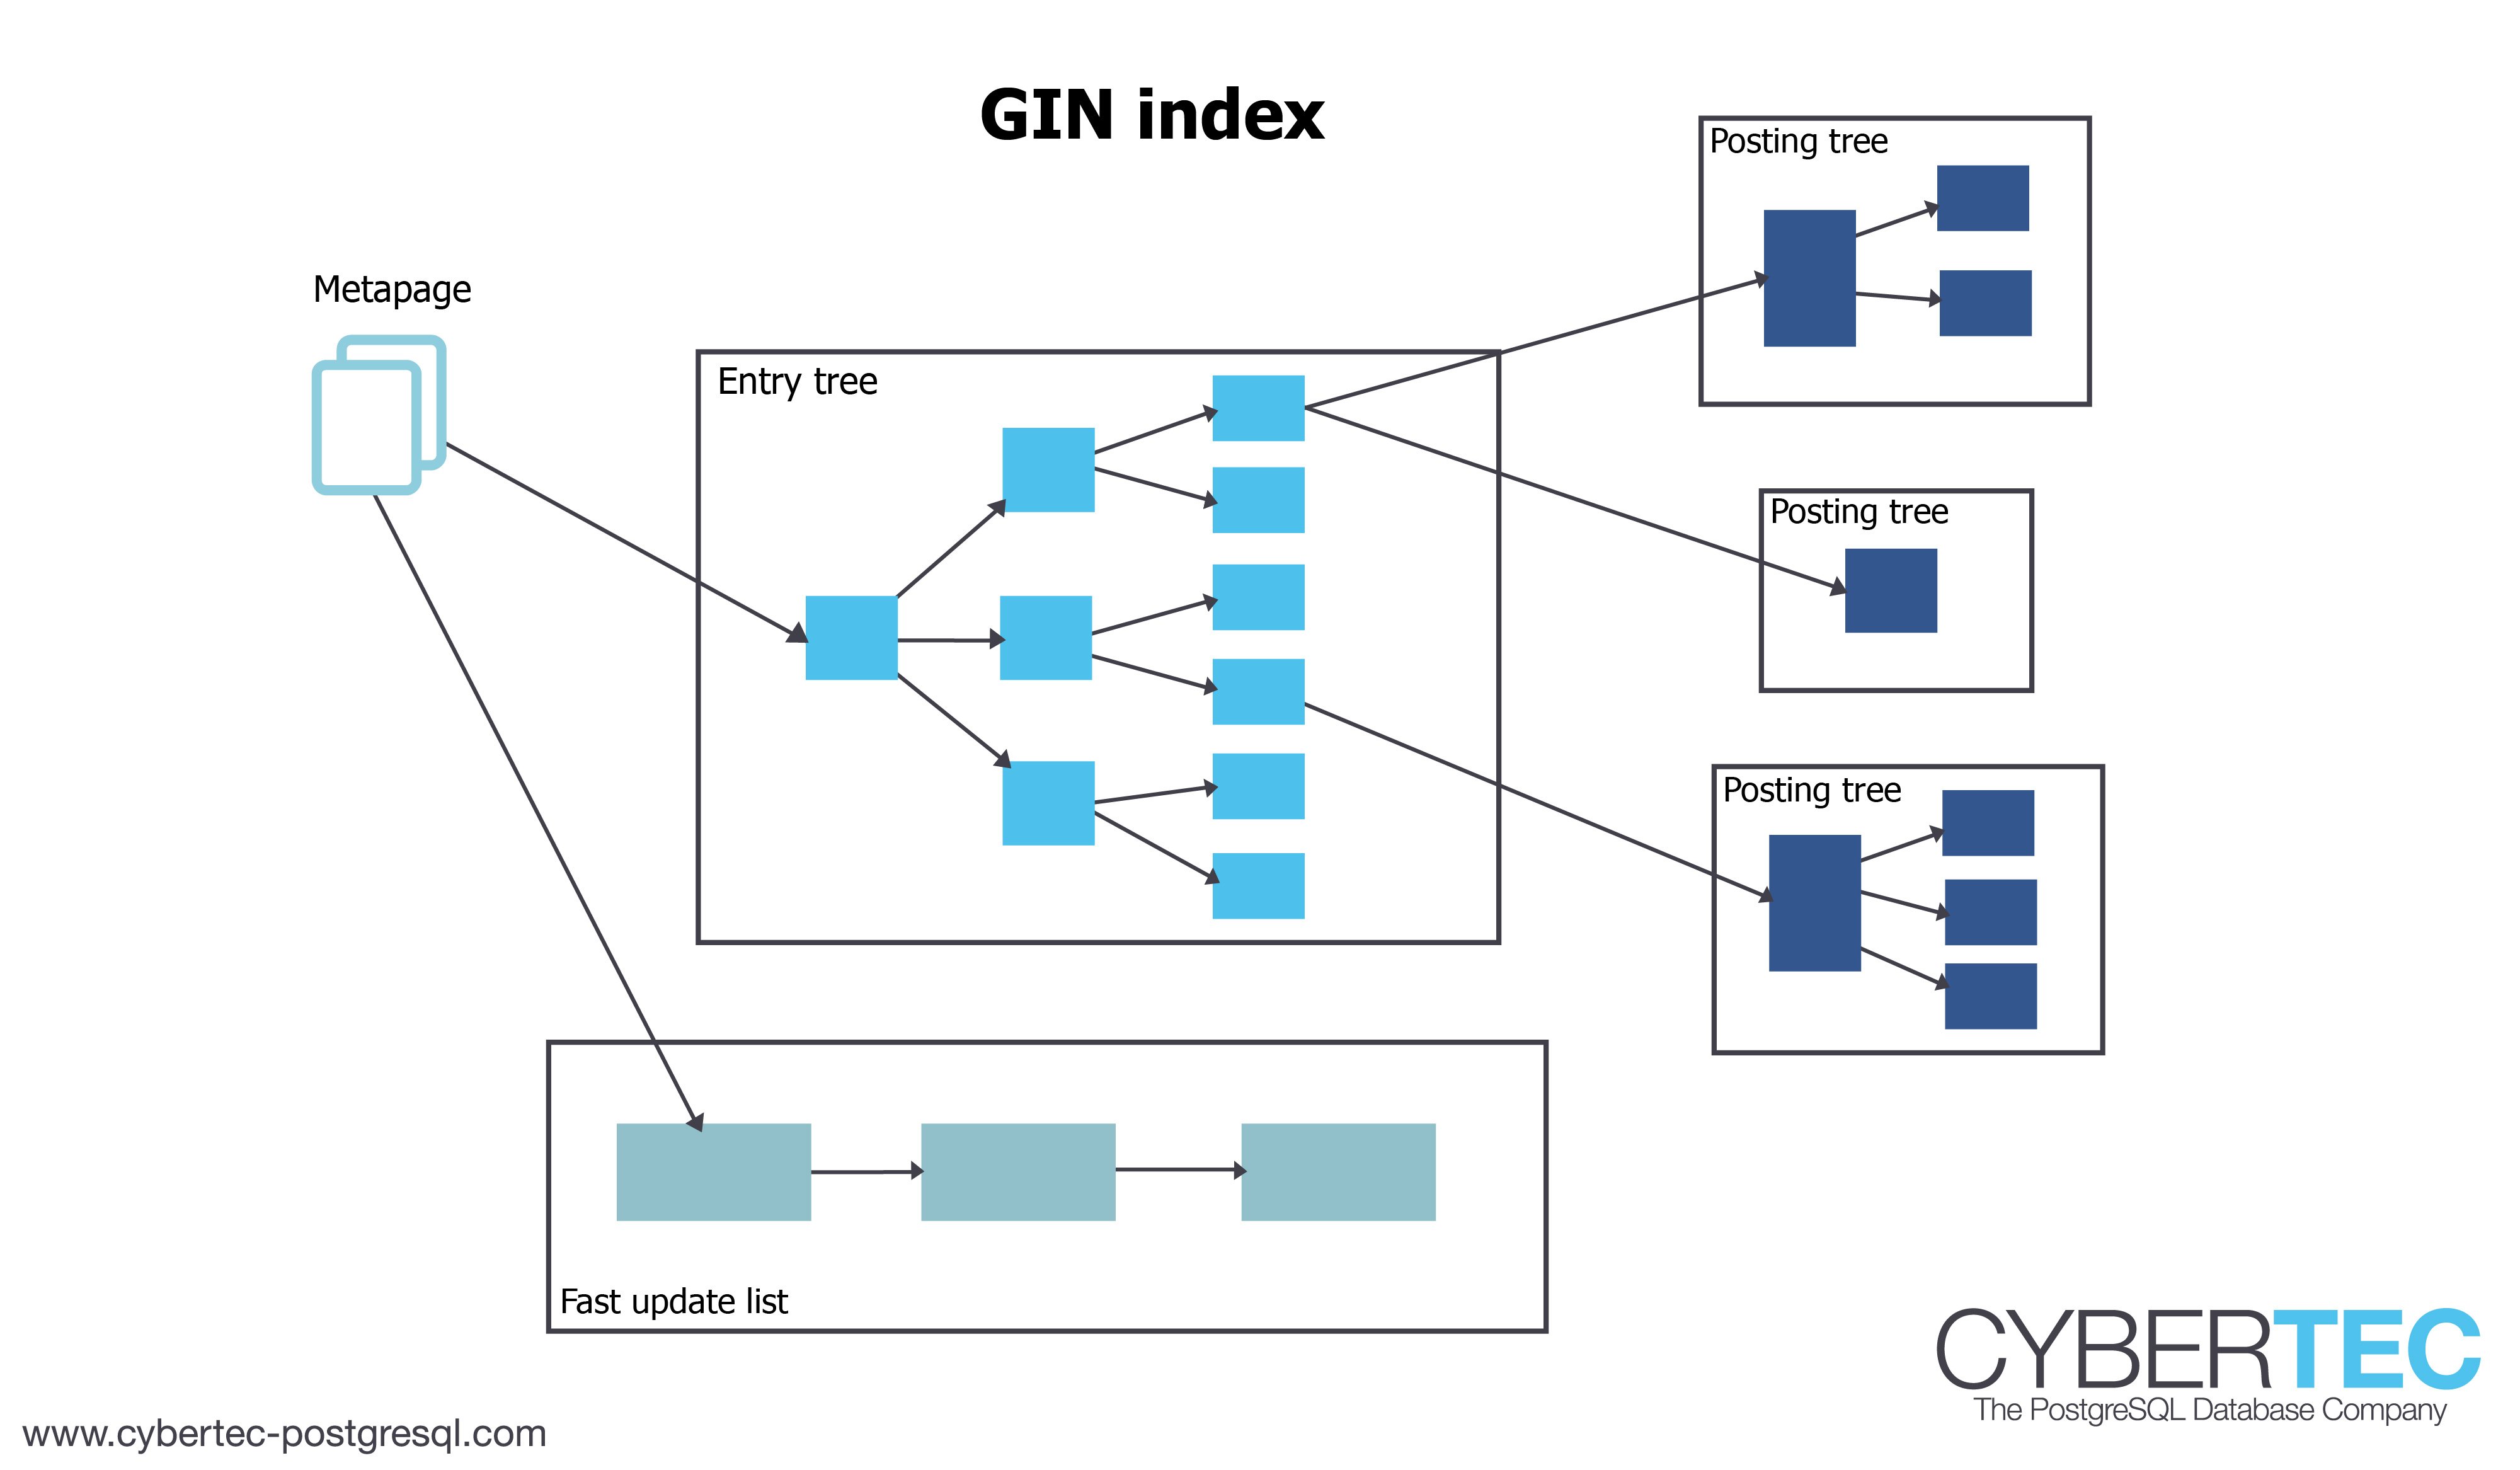 GIN index
Posting tree
Metapage
Entry tree
Posting tree
Posting tree
Fast update list
CYBERTEC
The PostgreSQL Database Company
www.cybertec-postgresql.com